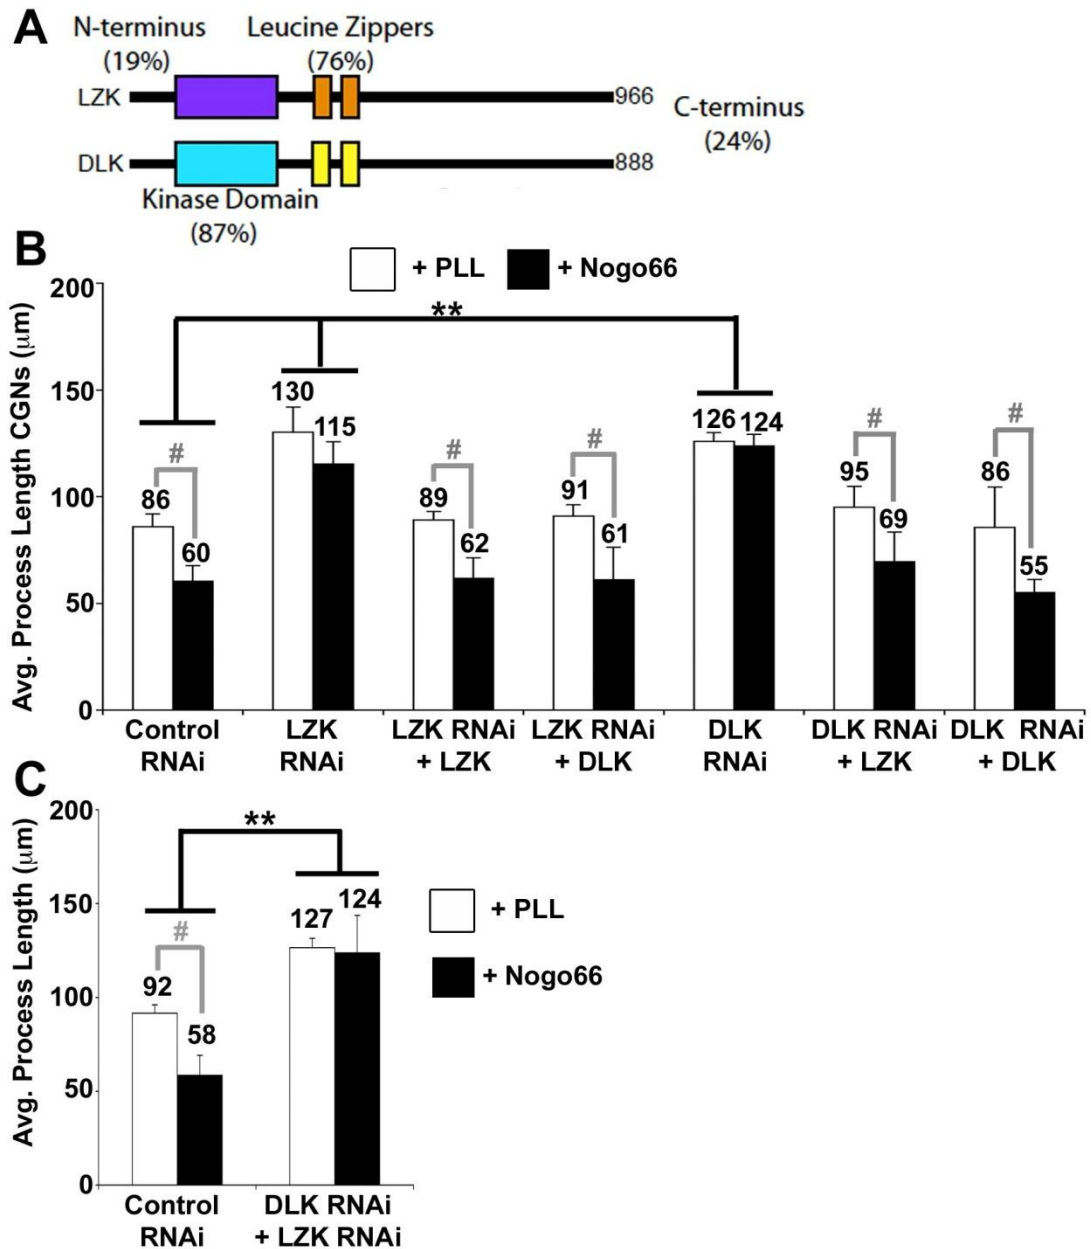 A
N-terminus
(19%)
Leucine Zippers
(76%)
LZK
966
C-terminus
(24%)
DLK
888
Kinase Domain
(87%)
B
+ PLL
+ Nogo66
Avg. Process Length CGNs (μm)
200
150
100
50
0
**
#
86
60
130
115
#
89
62
#
91
61
126
124
#
95
69
#
86
55
Control
RNAi
LZK
RNAi
LZK RNAi
+ LZK
LZK RNAi
+ DLK
DLK
RNAi
DLK RNAi
+ LZK
DLK RNAi
+ DLK
C
Avg. Process Length (μm)
200
150
100
50
0
**
#
92
58
127
124
+ PLL
+ Nogo66
Control
RNAi
DLK RNAi
+ LZK RNAi